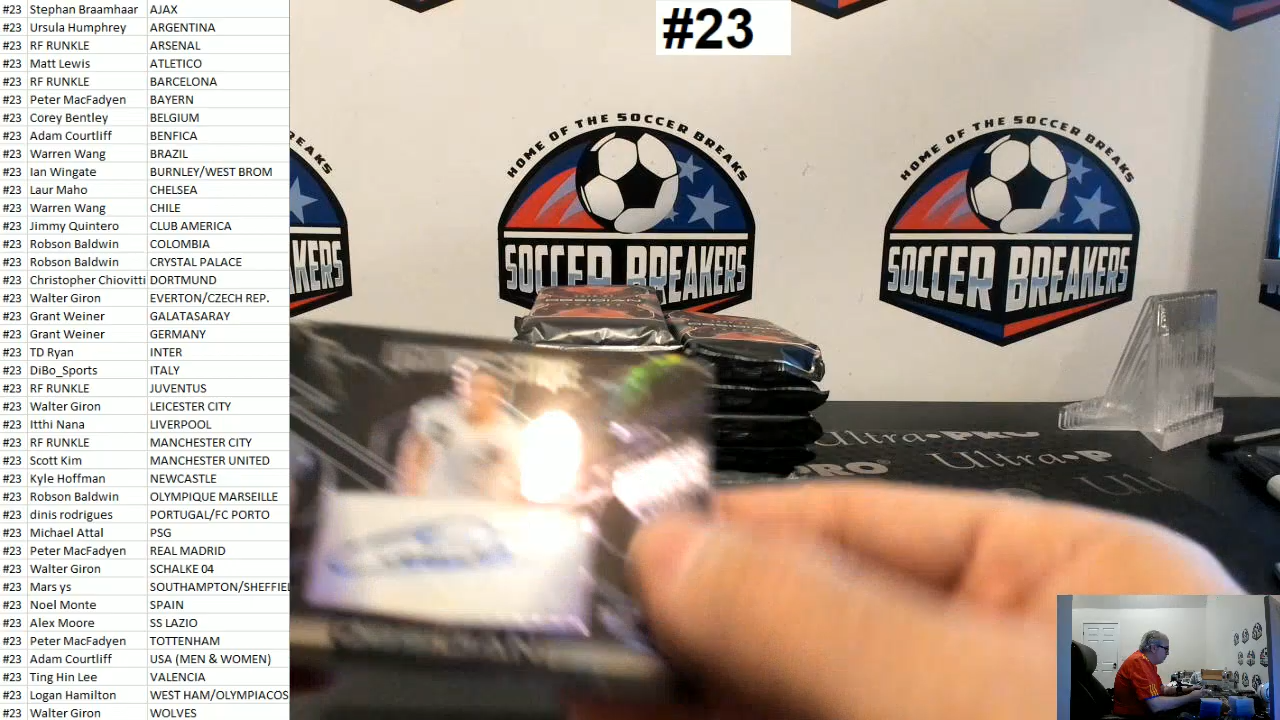 #23 Stephan Braamhaar AJAX
#23 Ursula Humphrey ARGENTINA
#23 RF RUNKLE ARSENAL
#23 Matt Lewis ATLETICO
#23 RF RUNKLE BARCELONA
#23 Peter MacFadyen BAYERN
#23 Corey Bentley BELGIUM
#23 Adam Courtliff BENFICA
#23 Warren Wang BRAZIL
#23 Ian Wingate BURNLEY/WEST BROM
#23 Laur Maho CHELSEA
#23 Warren Wang CHILE
#23 Jimmy Quintero CLUB AMERICA
#23 Robson Baldwin COLOMBIA
#23 Robson Baldwin CRYSTAL PALACE
#23 Christopher Chiovitti DORTMUND
#23 Walter Giron EVERTON/CZECH REP.
#23 Grant Weiner GALATASARAY
#23 Grant Weiner GERMANY
#23 TD Ryan INTER
#23 DiBo_Sports ITALY
#23 RF RUNKLE JUVENTUS
#23 Walter Giron LEICESTER CITY
#23 Itthi Nana LIVERPOOL
#23 RF RUNKLE MANCHESTER CITY
#23 Scott Kim MANCHESTER UNITED
#23 Kyle Hoffman NEWCASTLE
#23 Robson Baldwin OLYMPIQUE MARSEILLE
#23 dinis rodrigues PORTUGAL/FC PORTO
#23 Michael Attal PSG
#23 Peter MacFadyen REAL MADRID
#23 Walter Giron SCHALKE 04
#23 Mars ys SOUTHAMPTON/SHEFFIEL
#23 Noel Monte SPAIN
#23 Alex Moore SS LAZIO
#23 Peter MacFadyen TOTTENHAM
#23 Adam Courtliff USA (MEN & WOMEN)
#23 Ting Hin Lee VALENCIA
#23 Logan Hamilton WEST HAM/OLYMPIACOS
#23 Walter Giron WOLVES
#23
HOME OF THE SOCCER BREAKS
SOCCER BREAKERS
HOME OF THE SOCCER BREAKS
SOCCER BREAKERS
REAKS
KERS
OBSIDIAN
Ultra•PRO
Ultra•P
PRO
Ul